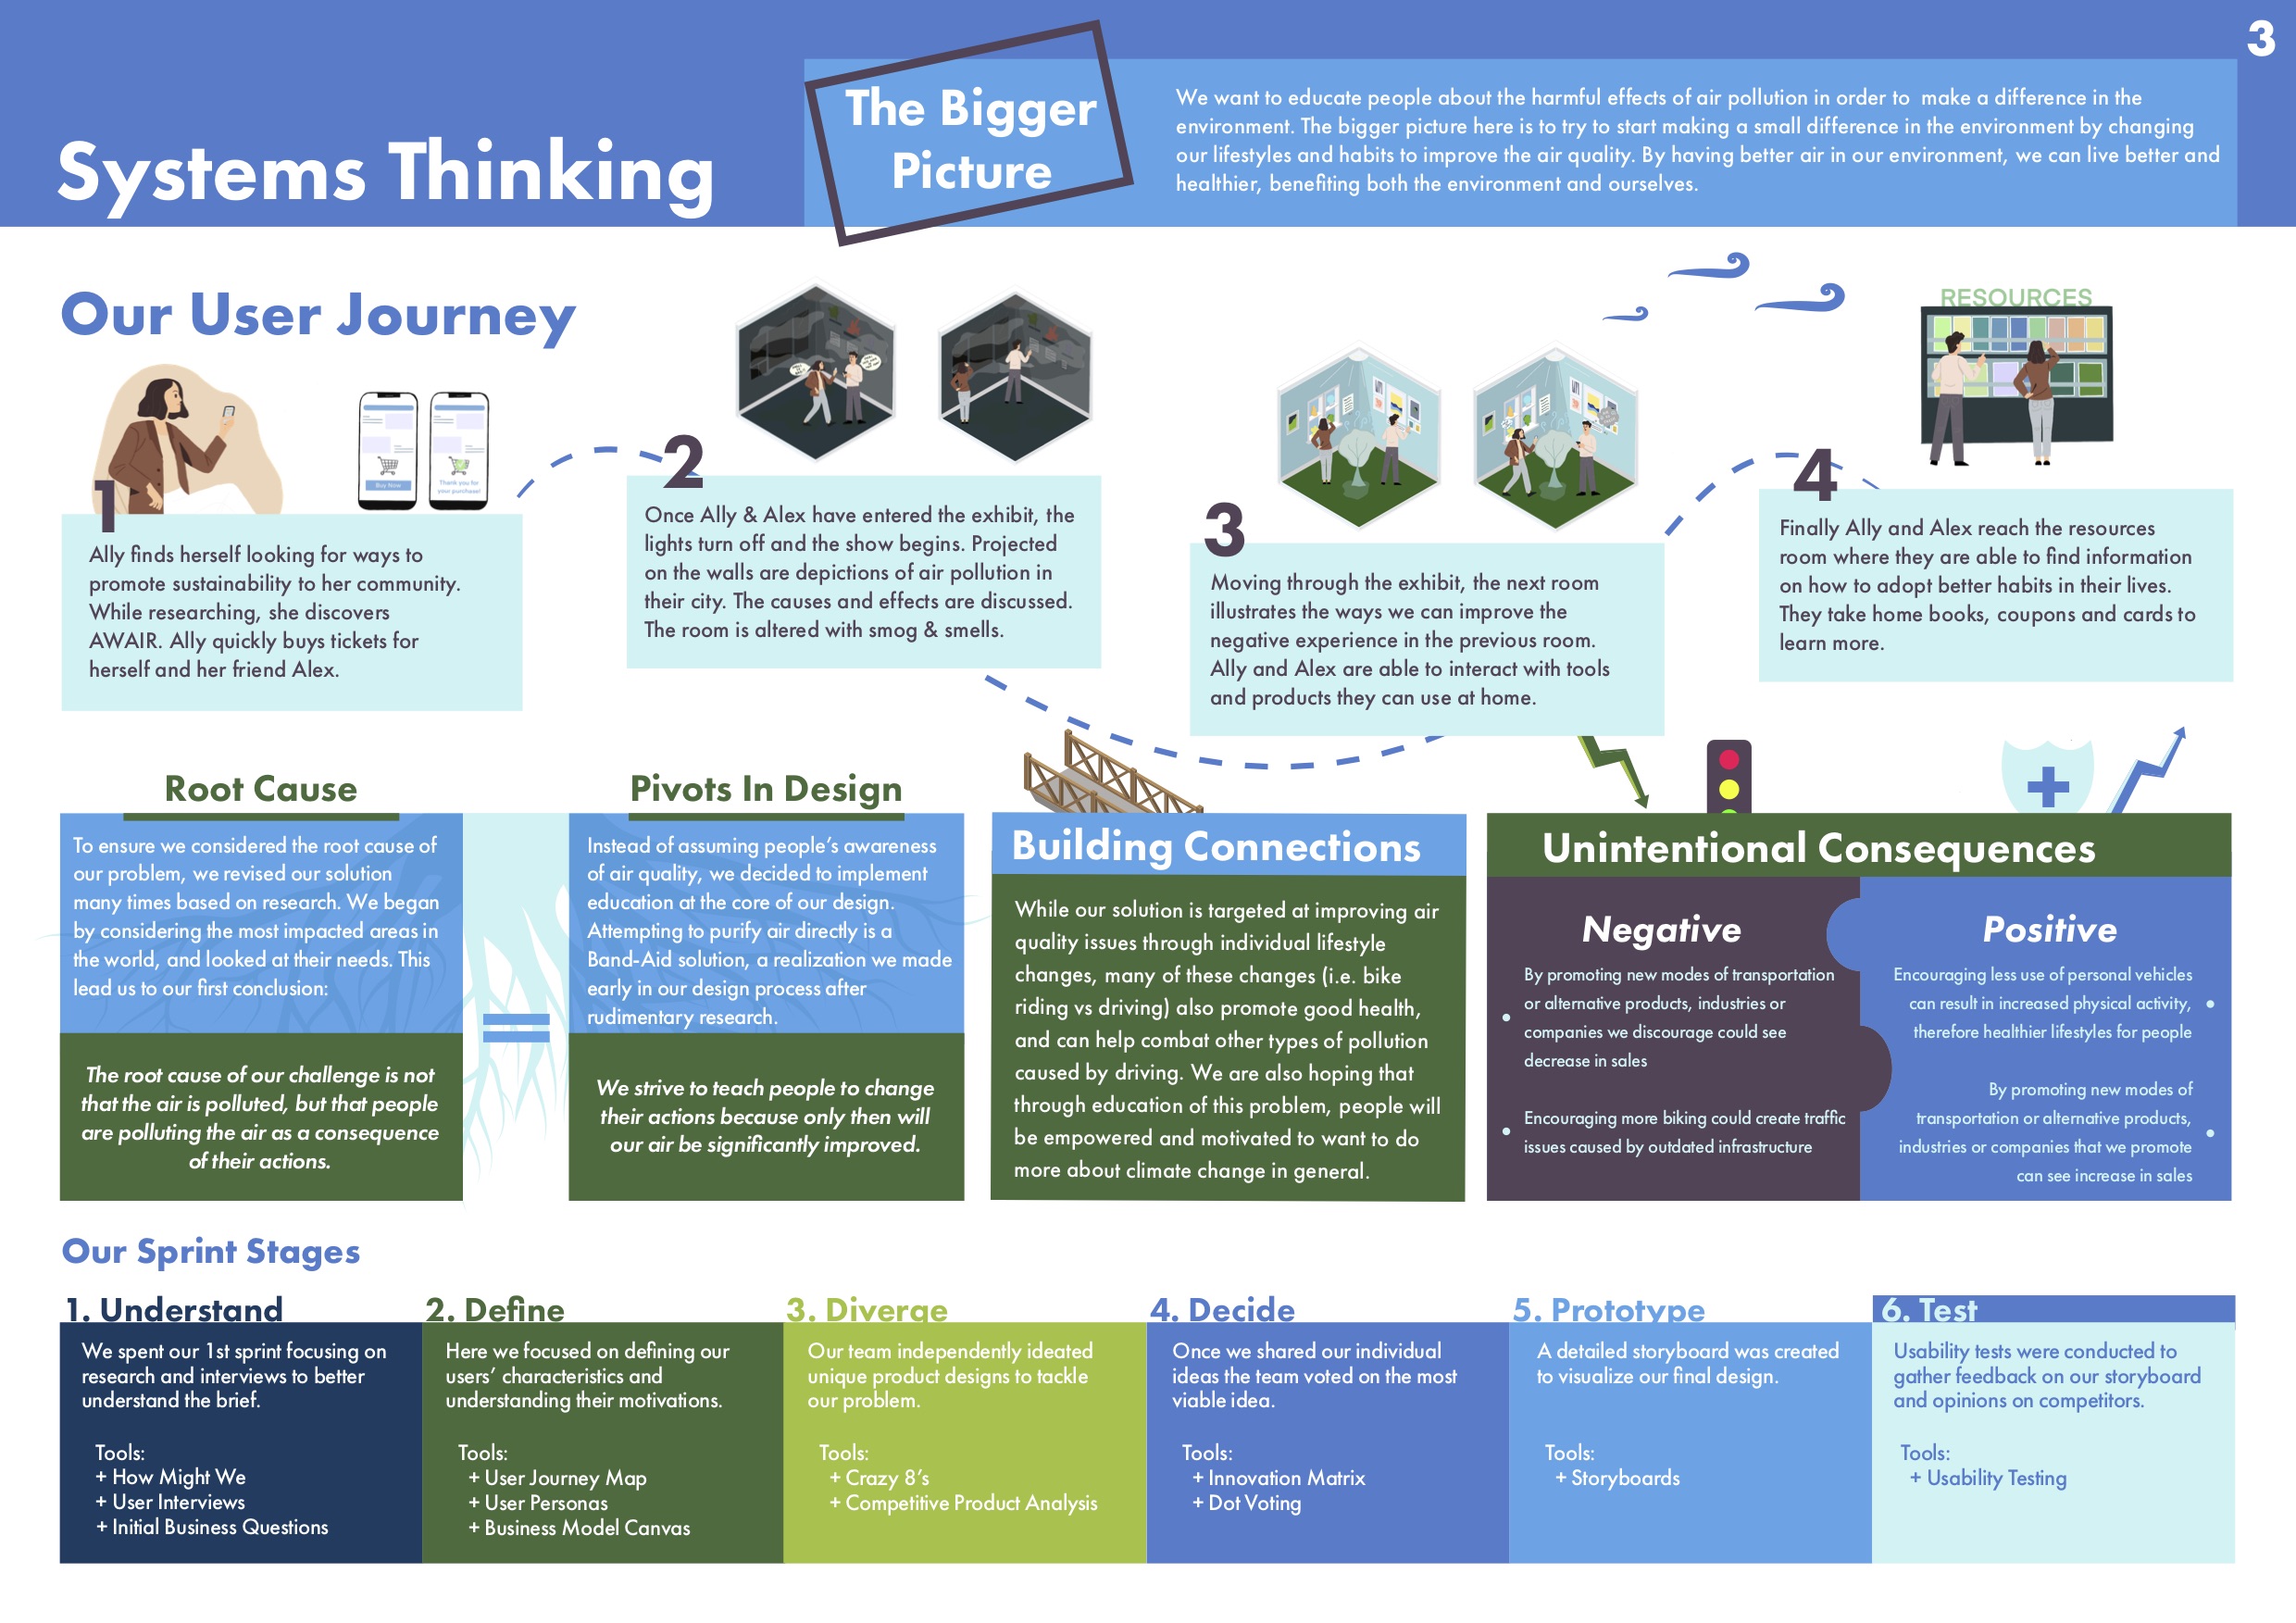 3
Systems Thinking
The Bigger
Picture
We want to educate people about the harmful effects of air pollution in order to make a difference in the
environment. The bigger picture here is to try to start making a small difference in the environment by changing
our lifestyles and habits to improve the air quality. By having better air in our environment, we can live better and
healthier, benefiting both the environment and ourselves.
Our User Journey
Buy Now
Thank you for
your purchase!
1
Ally finds herself looking for ways to
promote sustainability to her community.
While researching, she discovers
AWAIR. Ally quickly buys tickets for
herself and her friend Alex.
2
Once Ally & Alex have entered the exhibit, the
lights turn off and the show begins. Projected
on the walls are depictions of air pollution in
their city. The causes and effects are discussed.
The room is altered with smog & smells.
3
Moving through the exhibit, the next room
illustrates the ways we can improve the
negative experience in the previous room.
Ally and Alex are able to interact with tools
and products they can use at home.
RESOURCES
4
Finally Ally and Alex reach the resources
room where they are able to find information
on how to adopt better habits in their lives.
They take home books, coupons and cards to
learn more.
Root Cause
To ensure we considered the root cause of
our problem, we revised our solution
many times based on research. We began
by considering the most impacted areas in
the world, and looked at their needs. This
lead us to our first conclusion:
The root cause of our challenge is not
that the air is polluted, but that people
are polluting the air as a consequence
of their actions.
=
Pivots In Design
Instead of assuming people's awareness
of air quality, we decided to implement
education at the core of our design.
Attempting to purify air directly is a
Band-Aid solution, a realization we made
early in our design process after
rudimentary research.
We strive to teach people to change
their actions because only then will
our air be significantly improved.
Building Connections
While our solution is targeted at improving air
quality issues through individual lifestyle
changes, many of these changes (i.e. bike
riding vs driving) also promote good health,
and can help combat other types of pollution
caused by driving. We are also hoping that
through education of this problem, people will
be empowered and motivated to want to do
more about climate change in general.
Unintentional Consequences
Negative
• By promoting new modes of transportation
or alternative products, industries or
companies we discourage could see
decrease in sales
• Encouraging more biking could create traffic
issues caused by outdated infrastructure
Positive
Encouraging less use of personal vehicles
can result in increased physical activity, •
therefore healthier lifestyles for people
By promoting new modes of
transportation or alternative products,
industries or companies that we promote •
can see increase in sales
Our Sprint Stages
1. Understand
We spent our 1st sprint focusing on
research and interviews to better
understand the brief.
Tools:
+ How Might We
+ User Interviews
+ Initial Business Questions
2. Define
Here we focused on defining our
users' characteristics and
understanding their motivations.
Tools:
+ User Journey Map
+ User Personas
+ Business Model Canvas
3. Diverge
Our team independently ideated
unique product designs to tackle
our problem.
Tools:
+ Crazy 8's
+ Competitive Product Analysis
4. Decide
Once we shared our individual
ideas the team voted on the most
viable idea.
Tools:
+ Innovation Matrix
+ Dot Voting
5. Prototype
A detailed storyboard was created
to visualize our final design.
Tools:
+ Storyboards
6. Test
Usability tests were conducted to
gather feedback on our storyboard
and opinions on competitors.
Tools:
+ Usability Testing